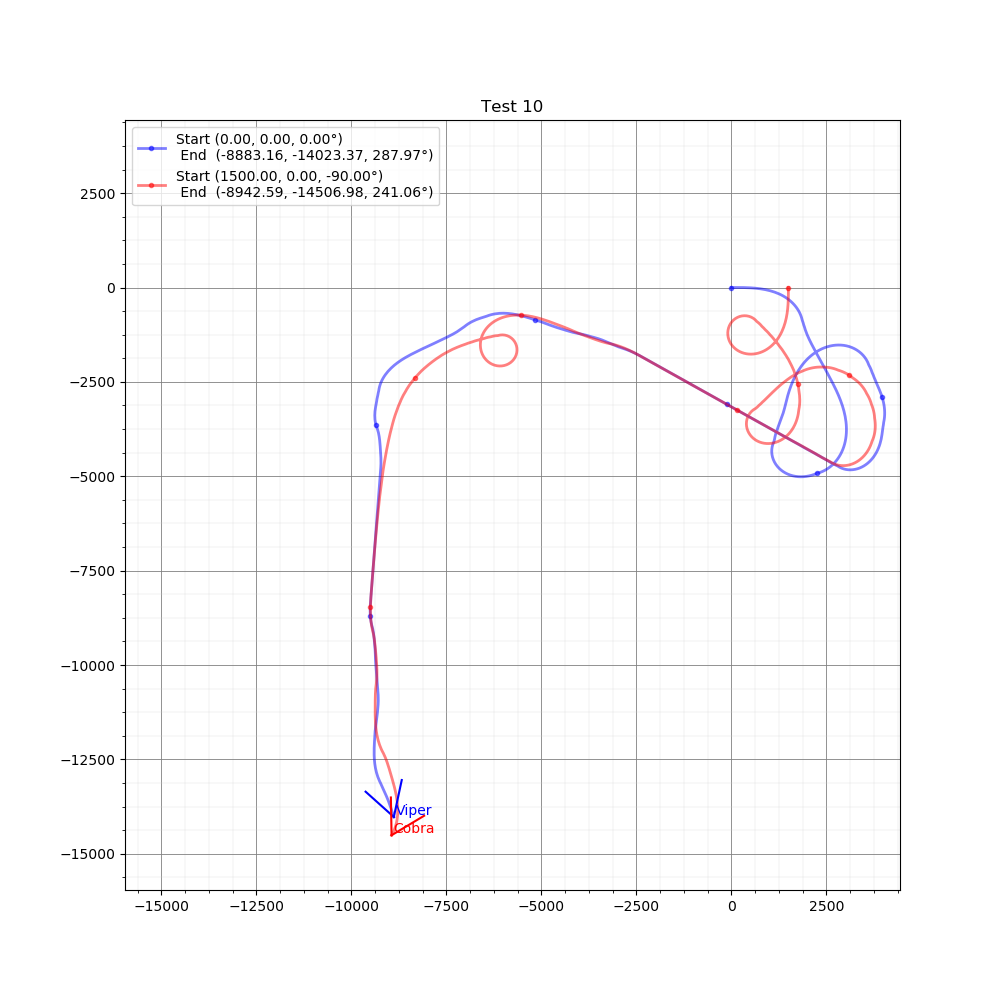 Test 10
Start (0.00, 0.00, 0.00°)
End (-8883.16, -14023.37, 287.97°)
Start (1500.00, 0.00, -90.00°)
End (-8942.59, -14506.98, 241.06°)
2500
0
−2500
−5000
−7500
−10000
−12500
−15000
Viper
Cobra
−15000 −12500 −10000 −7500 −5000 −2500 0 2500